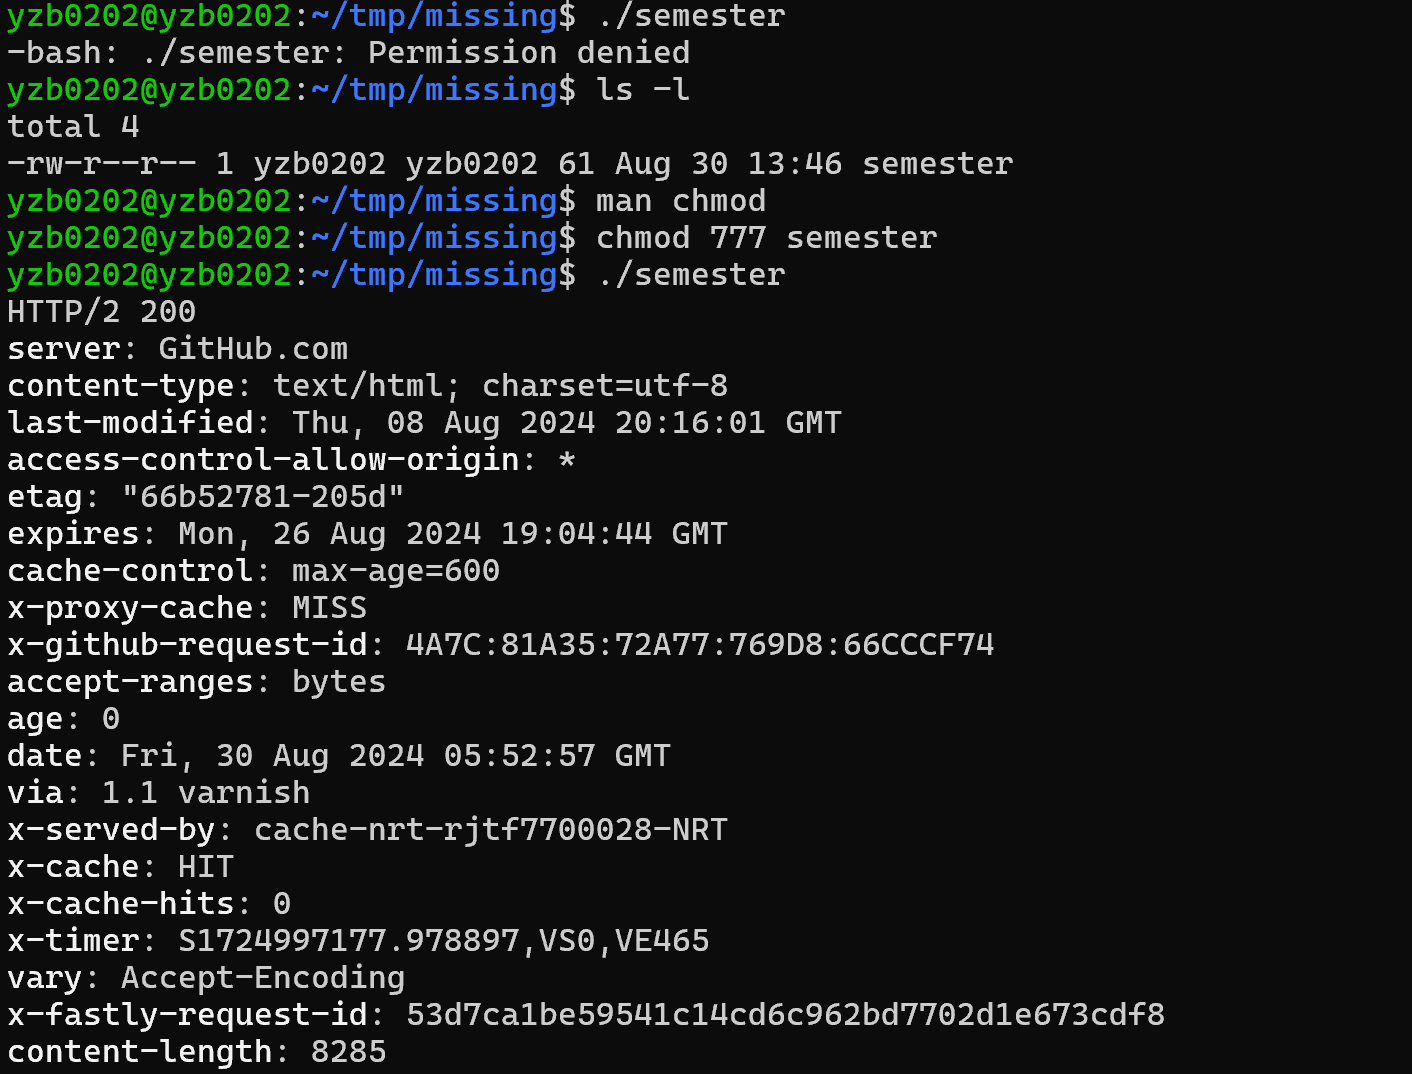 yzb0202@yzb0202:~/tmp/missing$ ./semester
-bash: ./semester: Permission denied
yzb0202@yzb0202:~/tmp/missing$ ls -l
total 4
-rw-r--r-- 1 yzb0202 yzb0202 61 Aug 30 13:46 semester
yzb0202@yzb0202:~/tmp/missing$ man chmod
yzb0202@yzb0202:~/tmp/missing$ chmod 777 semester
yzb0202@yzb0202:~/tmp/missing$ ./semester
HTTP/2 200
server: GitHub.com
content-type: text/html; charset=utf-8
last-modified: Thu, 08 Aug 2024 20:16:01 GMT
access-control-allow-origin: *
etag: "66b52781-205d"
expires: Mon, 26 Aug 2024 19:04:44 GMT
cache-control: max-age=600
x-proxy-cache: MISS
x-github-request-id: 4A7C:81A35:72A77:769D8:66CCCF74
accept-ranges: bytes
age: 0
date: Fri, 30 Aug 2024 05:52:57 GMT
via: 1.1 varnish
x-served-by: cache-nrt-rjtf7700028-NRT
x-cache: HIT
x-cache-hits: 0
x-timer: S1724997177.978897,VS0,VE465
vary: Accept-Encoding
x-fastly-request-id: 53d7ca1be59541c14cd6c962bd7702d1e673cdf8
content-length: 8285